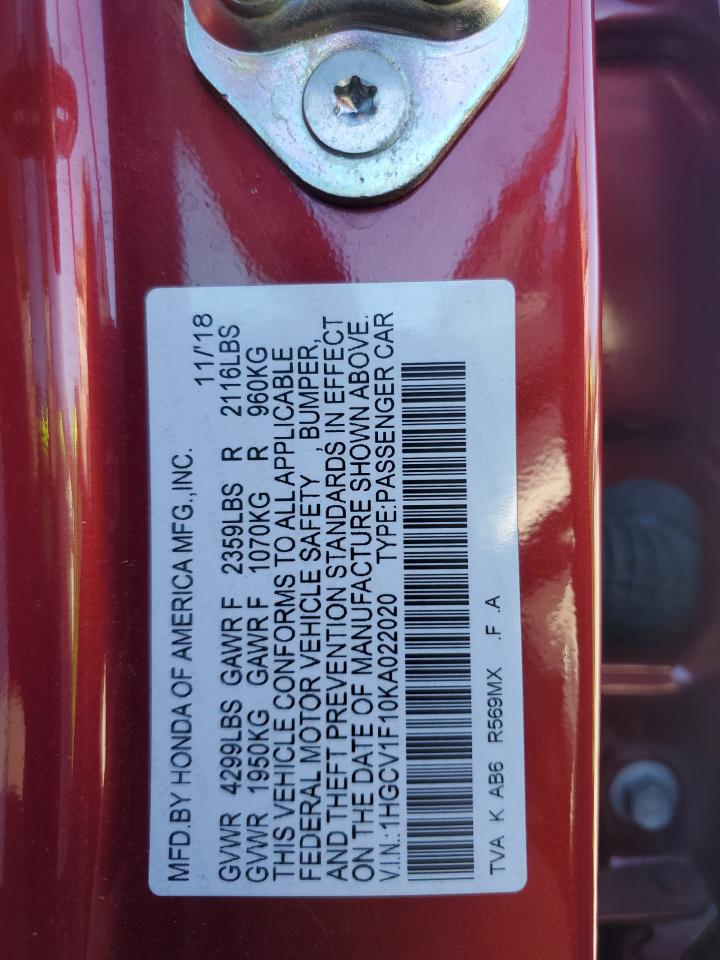 MFD.BY HONDA OF AMERICA MFG.,INC. 11/'18
GVWR 4299LBS GAWR F 2359LBS R 2116LBS
GVWR 1950KG GAWR F 1070KG R 960KG
THIS VEHICLE CONFORMS TO ALL APPLICABLE
FEDERAL MOTOR VEHICLE SAFETY , BUMPER,
AND THEFT PREVENTION STANDARDS IN EFFECT
ON THE DATE OF MANUFACTURE SHOWN ABOVE.
V.I.N.:1HGCV1F10KA022020 TYPE:PASSENGER CAR
TVA K AB6 R569MX .F .A